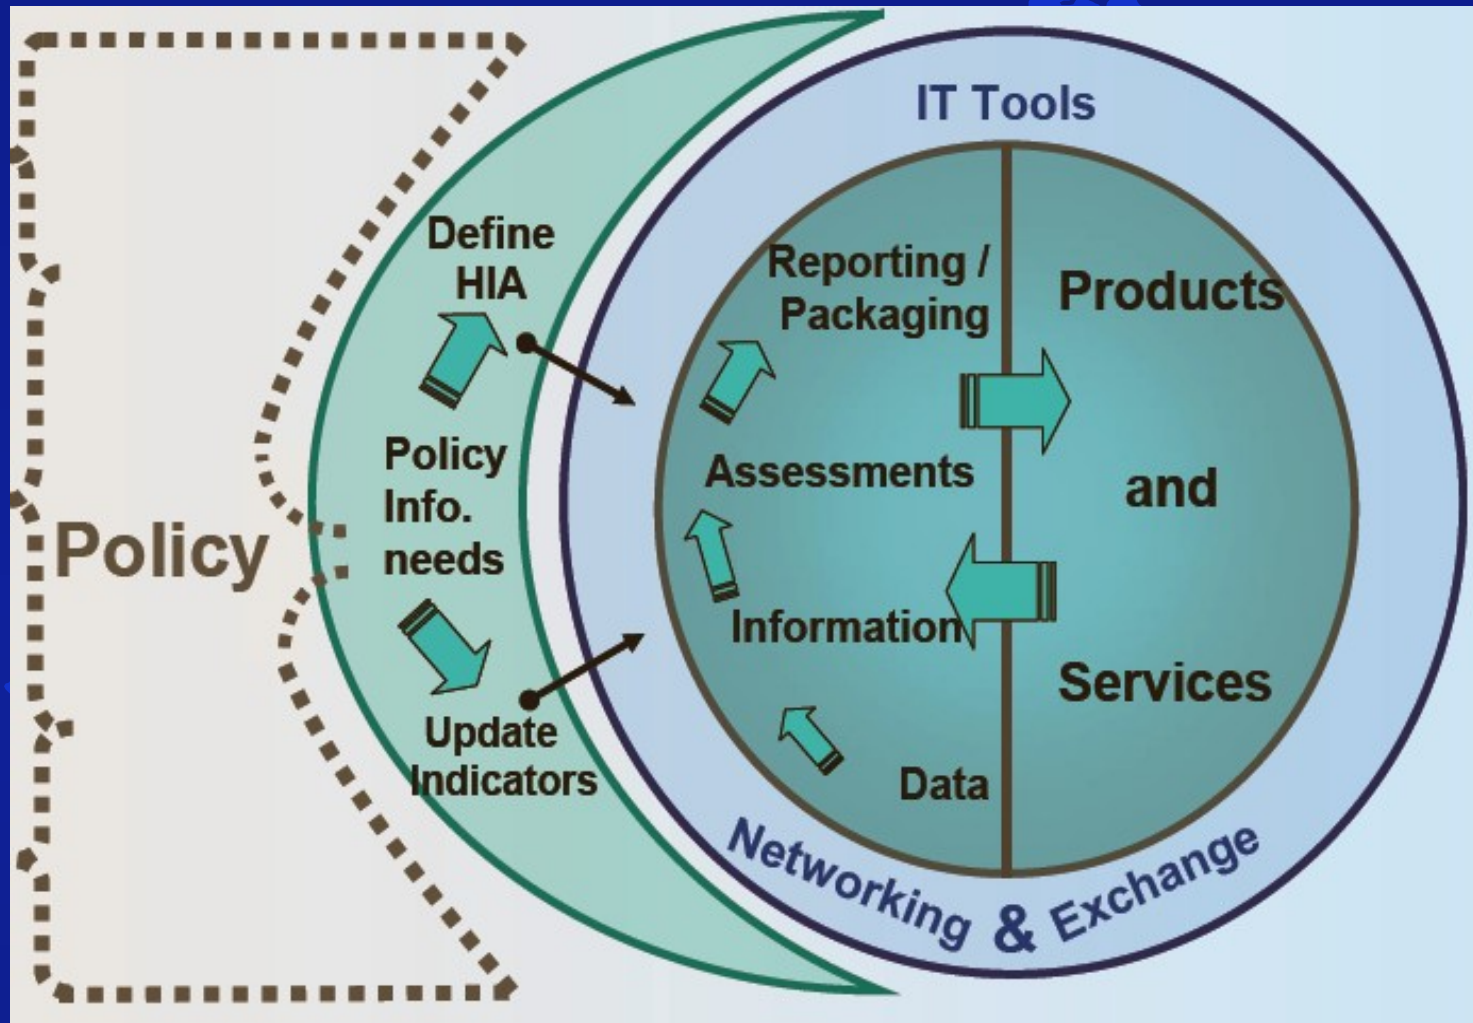 Policy
Define
HIA
Policy
Info.
needs
Update
Indicators
IT Tools
Reporting /
Packaging
Assessments
Information
Data
Products
and
Services
Networking & Exchange